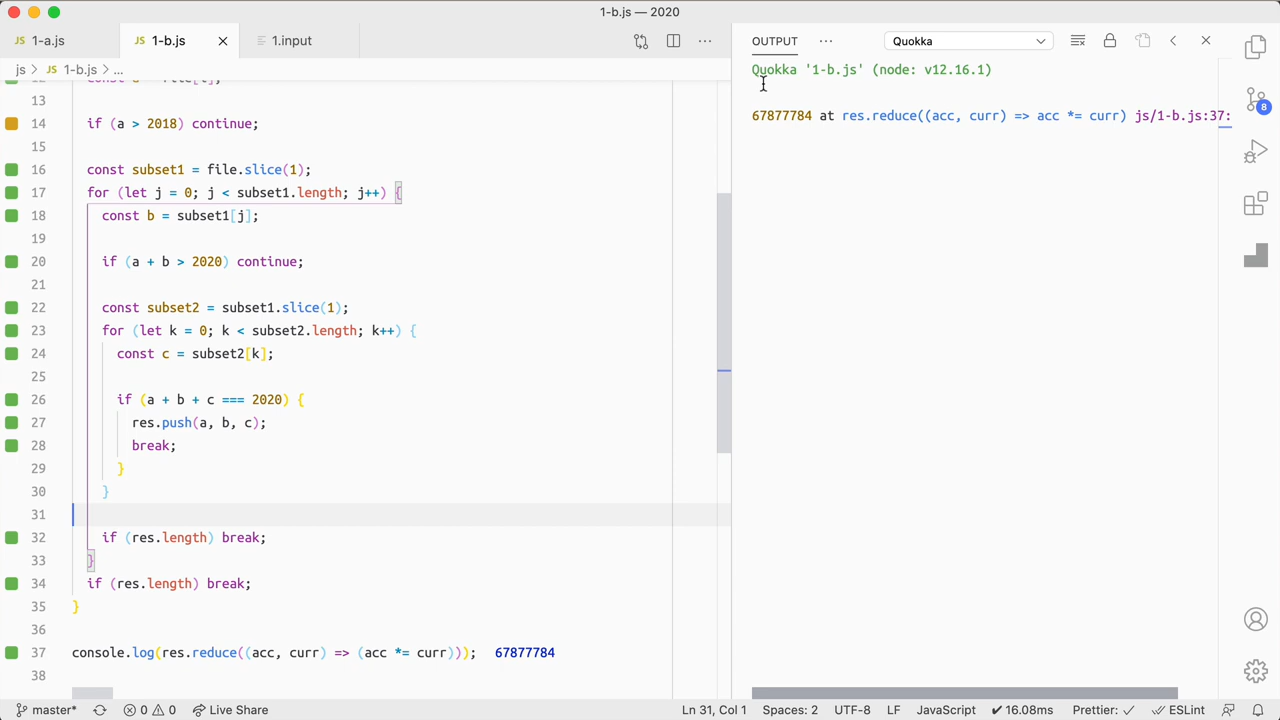 1-b.js — 2020
JS 1-a.js
JS 1-b.js
1.input
OUTPUT
Quokka
js > JS 1-b.js > ...
13
14 if (a > 2018) continue;
15
16 const subset1 = file.slice(1);
17 for (let j = 0; j < subset1.length; j++) {
18 const b = subset1[j];
19
20 if (a + b > 2020) continue;
21
22 const subset2 = subset1.slice(1);
23 for (let k = 0; k < subset2.length; k++) {
24 const c = subset2[k];
25
26 if (a + b + c === 2020) {
27 res.push(a, b, c);
28 break;
29 }
30 }
31
32 if (res.length) break;
33 }
34 if (res.length) break;
35 }
36
37 console.log(res.reduce((acc, curr) => (acc *= curr))); 67877784
38
Quokka '1-b.js' (node: v12.16.1)
67877784 at res.reduce((acc, curr) => acc *= curr) js/1-b.js:37:
8
master*
0
0
Live Share
Ln 31, Col 1
Spaces: 2
UTF-8
LF
JavaScript
✔ 16.08ms
Prettier: ✓
ESLint